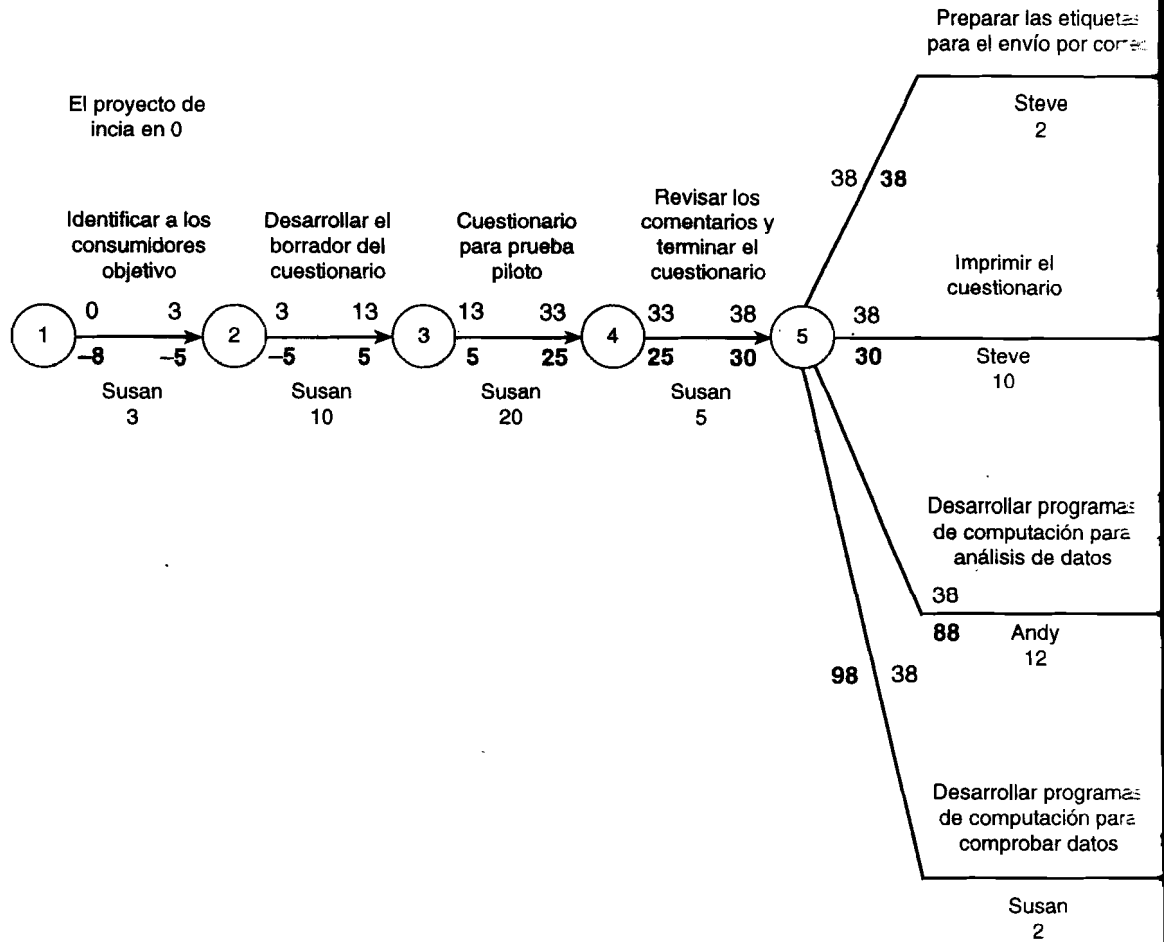 Preparar las etiquetas
para el envío por
Steve
2
El proyecto de
incia en 0
38 38
Identificar a los
consumidores
objetivo
Desarrollar el
borrador del
cuestionario
Cuestionario
para prueba
piloto
Revisar los
comentarios y
terminar el
cuestionario
Imprimir el
cuestionario
1
0 3
–8 –5
Susan
3
2
3 13
–5 5
Susan
10
3
13 33
5 25
Susan
20
4
33 38
25 30
Susan
5
5
38
30
Steve
10
Desarrollar programas
de computación para
análisis de datos
38
88
Andy
12
98 38
Desarrollar programas
de computación para
comprobar datos
Susan
2